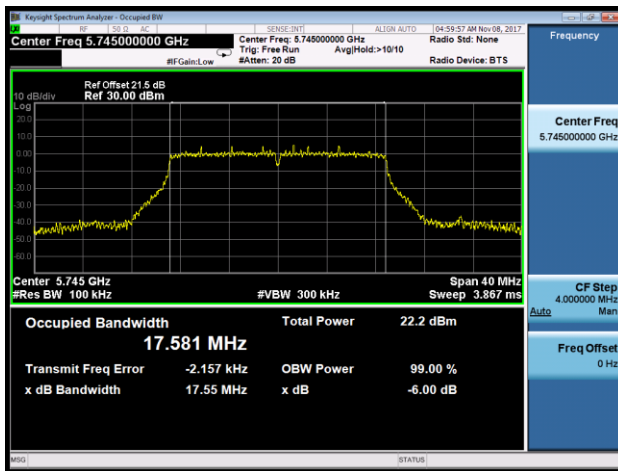 Keysight Spectrum Analyzer - Occupied BW
RF 50 Ω AC SENSE:INT ALIGN AUTO 04:59:57 AM Nov 08, 2017
Center Freq 5.745000000 GHz
Center Freq: 5.745000000 GHz
Radio Std: None
Trig: Free Run Avg|Hold:>10/10
#IFGain:Low #Atten: 20 dB Radio Device: BTS
Frequency
Ref Offset 21.5 dB
10 dB/div Ref 30.00 dBm
Log
20.0
10.0
0.00
-10.0
-20.0
-30.0
-40.0
-50.0
-60.0
Center 5.745 GHz Span 40 MHz
#Res BW 100 kHz #VBW 300 kHz Sweep 3.867 ms
Occupied Bandwidth Total Power 22.2 dBm
17.581 MHz
Transmit Freq Error -2.157 kHz OBW Power 99.00 %
x dB Bandwidth 17.55 MHz x dB -6.00 dB
Center Freq
5.745000000 GHz
CF Step
4.000000 MHz
Auto Man
Freq Offset
0 Hz
MSG STATUS